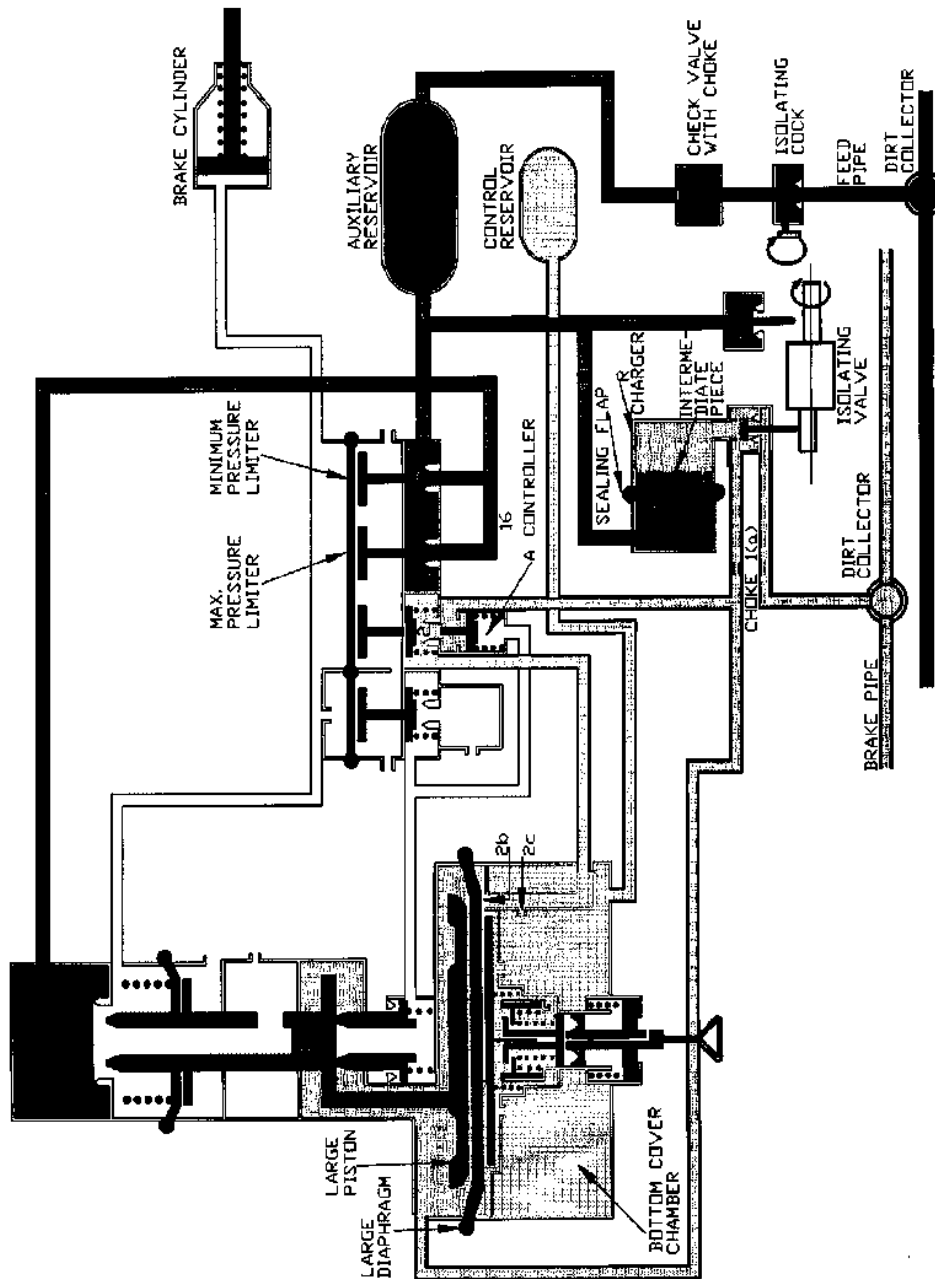 BRAKE CYLINDER
AUXILIARY
RESERVOIR
CONTROL
RESERVOIR
CHECK VALVE
WITH CHOKE
ISOLATING
COCK
FEED
PIPE
DIRT
COLLECTOR
MINIMUM
PRESSURE
LIMITER
MAX.
PRESSURE
LIMITER
16
A CONTROLLER
SEALING FLAP
R
CHARGER
INTERME-
DIATE
PIECE
ISOLATING
VALVE
CHOKE 1(a)
DIRT
COLLECTOR
BRAKE PIPE
2b
2c
LARGE
PISTON
LARGE
DIAPHRAGM
BOTTOM COVER
CHAMBER